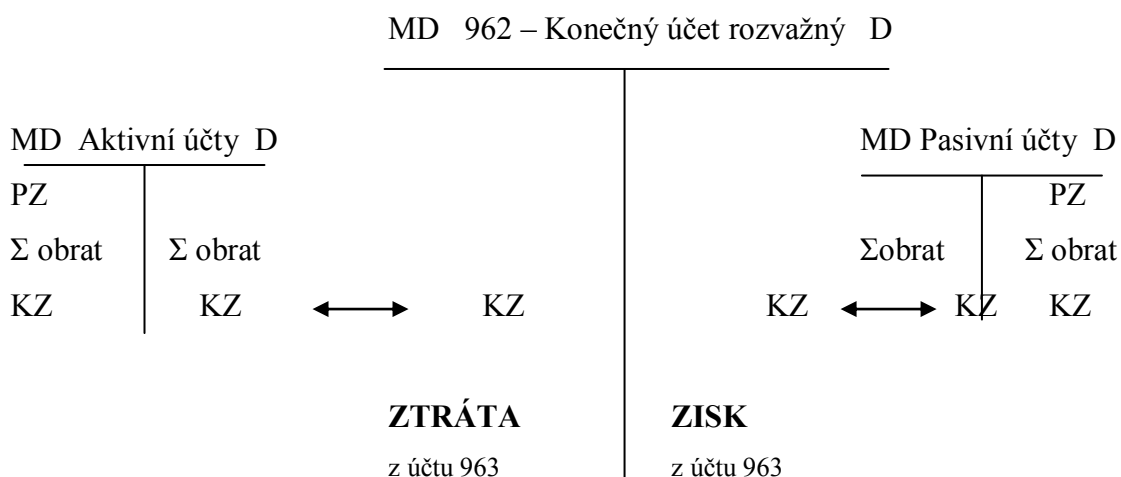 MD 962 – Konečný účet rozvažný D
MD Aktivní účty D
MD Pasivní účty D
PZ
PZ
Σ obrat Σ obrat
Σobrat Σ obrat
KZ KZ KZ KZ KZ KZ
ZTRÁTA ZISK
z účtu 963 z účtu 963